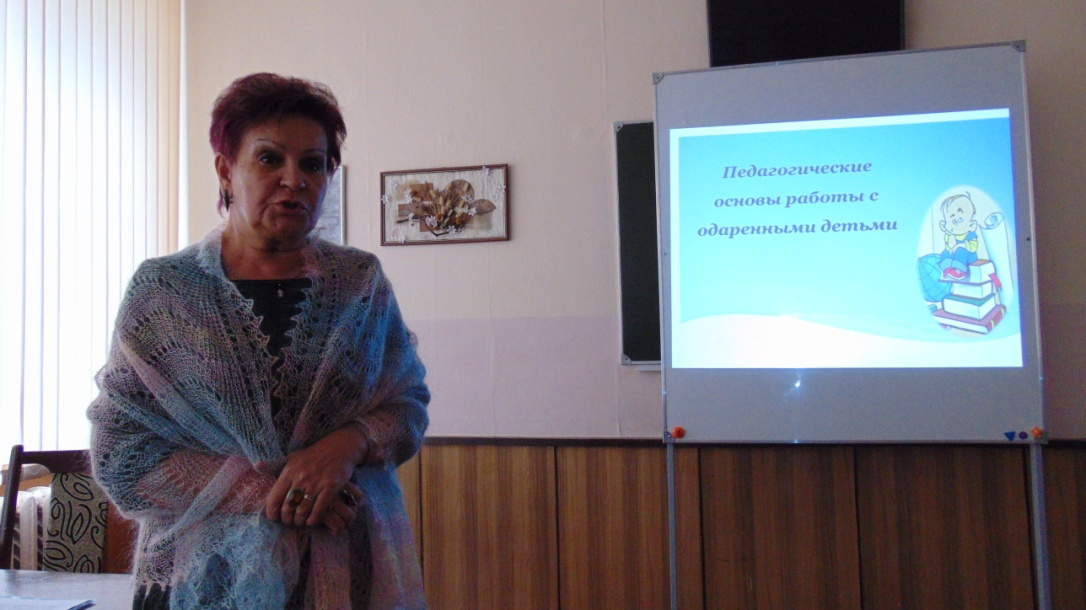 Педагогические
основы работы с
одаренными детьми